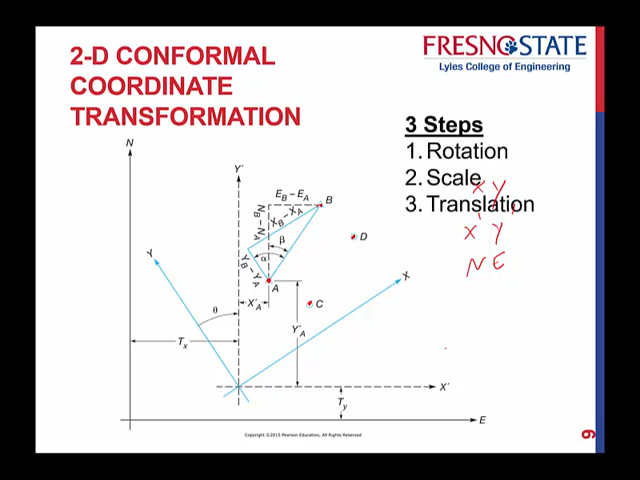 2-D CONFORMAL
COORDINATE
TRANSFORMATION
FRESNO STATE
Lyles College of Engineering
3 Steps
1. Rotation
2. Scale
3. Translation
X Y
X' Y'
N E
N
Y'
E_B – E_A
B
N_B – N_A
X_B – X_A
β
D
Y
α
Y_B – Y_A
X
A
θ
X'_A
C
Y'_A
T_x
X'
T_y
E
Copyright ©2015 Pearson Education, All Rights Reserved
9